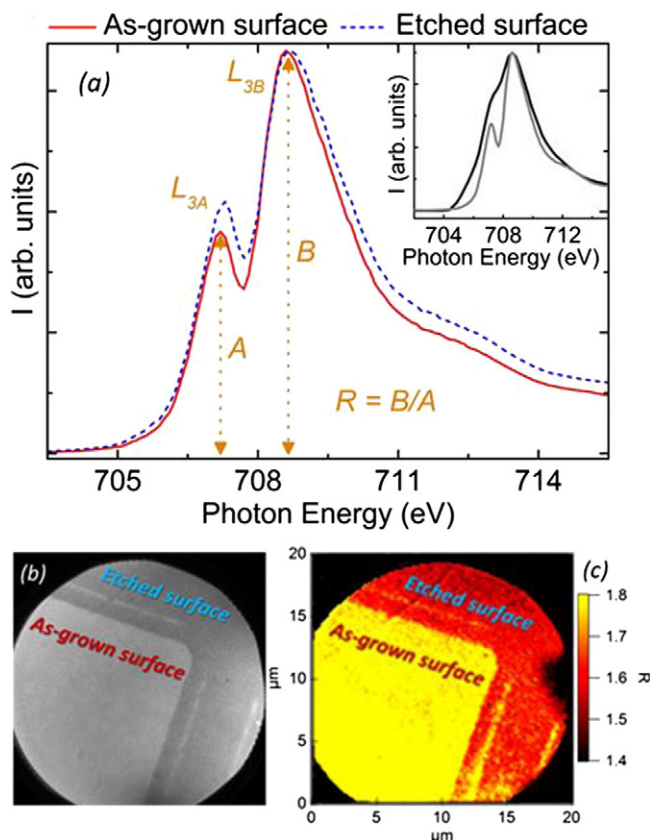 As-grown surface Etched surface
(a)
L3B
L3A
A
B
R = B/A
I (arb. units)
705 708 711 714
Photon Energy (eV)
I (arb. units)
704 708 712
Photon Energy (eV)
(b)
Etched surface
As-grown surface
(c)
Etched surface
As-grown surface
20
15
10
5
0
μm
0 5 10 15 20
μm
1.8
1.7
1.6
1.5
1.4
R